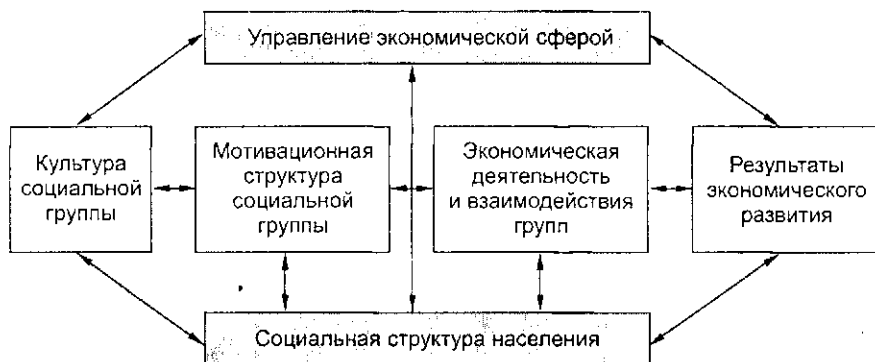 Управление экономической сферой
Культура
социальной
группы
Мотивационная
структура
социальной
группы
Экономическая
деятельность
и взаимодействия
групп
Результаты
экономического
развития
Социальная структура населения